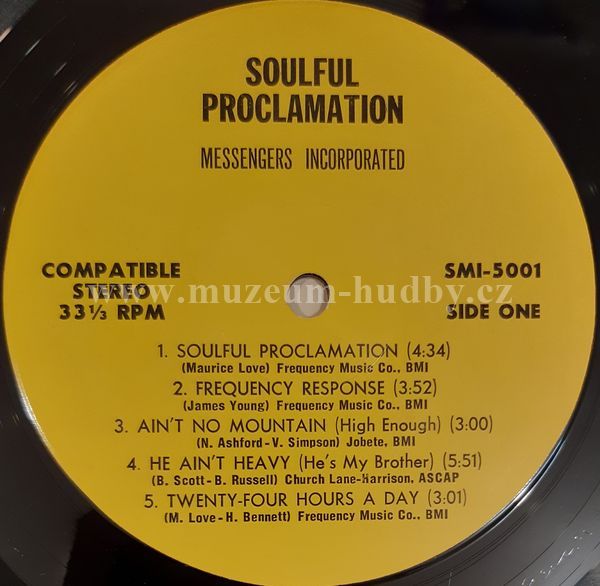 SOULFUL
PROCLAMATION
MESSENGERS INCORPORATED
COMPATIBLE
STEREO
33⅓ RPM
SMI-5001
SIDE ONE
www.muzeum-hudby.cz
1. SOULFUL PROCLAMATION (4:34)
(Maurice Love) Frequency Music Co., BMI
2. FREQUENCY RESPONSE (3:52)
(James Young) Frequency Music Co., BMI
3. AIN'T NO MOUNTAIN (High Enough) (3:00)
(N. Ashford-V. Simpson) Jobete, BMI
4. HE AIN'T HEAVY (He's My Brother) (5:51)
(B. Scott-B. Russell) Church Lane-Harrison, ASCAP
5. TWENTY-FOUR HOURS A DAY (3:01)
(M. Love-H. Bennett) Frequency Music Co., BMI